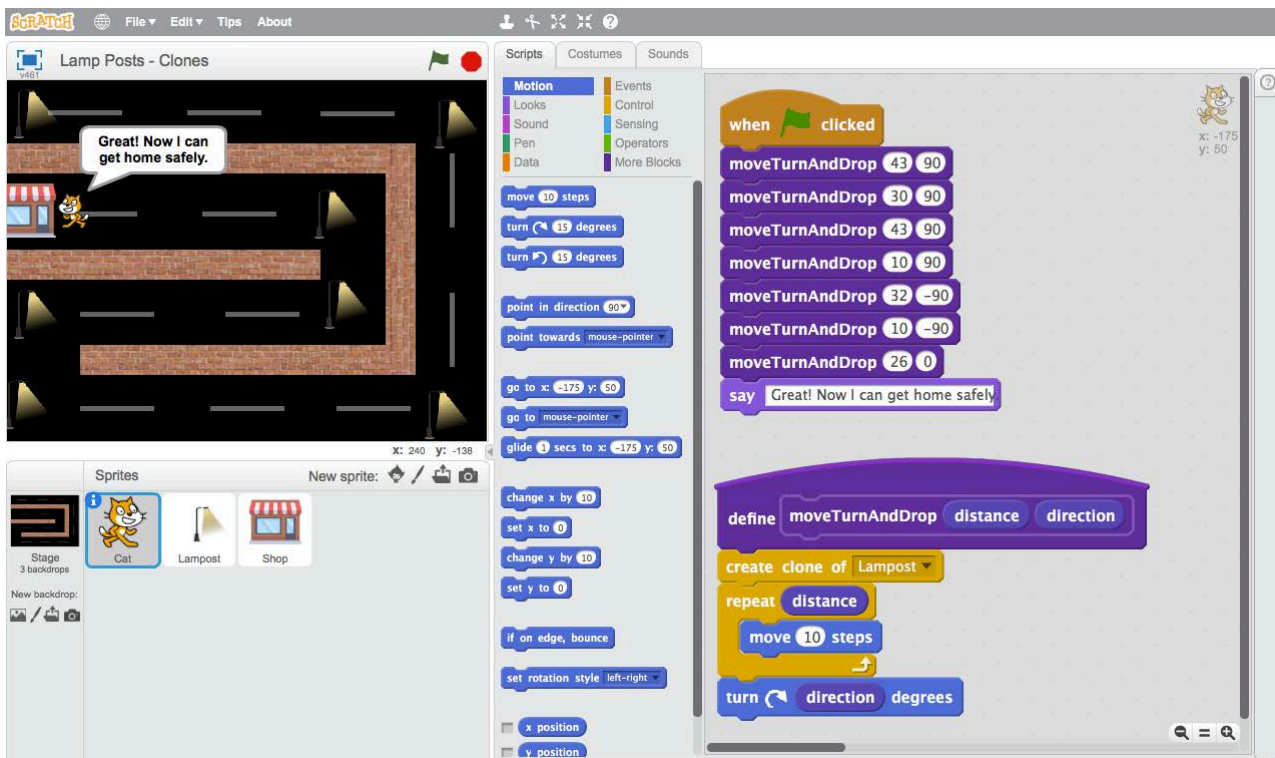 SCRATCH File Edit Tips About
v461
Lamp Posts - Clones
Great! Now I can
get home safely.
x: 240 y: -138
Sprites New sprite:
Stage
3 backdrops
New backdrop:
Cat
Lampost
Shop
Scripts Costumes Sounds
Motion Events
Looks Control
Sound Sensing
Pen Operators
Data More Blocks
move 10 steps
turn 15 degrees
turn 15 degrees
point in direction 90
point towards mouse-pointer
go to x: -175 y: 50
go to mouse-pointer
glide 1 secs to x: -175 y: 50
change x by 10
set x to 0
change y by 10
set y to 0
if on edge, bounce
set rotation style left-right
x position
y position
when clicked
moveTurnAndDrop 43 90
moveTurnAndDrop 30 90
moveTurnAndDrop 43 90
moveTurnAndDrop 10 90
moveTurnAndDrop 32 -90
moveTurnAndDrop 10 -90
moveTurnAndDrop 26 0
say Great! Now I can get home safely
define moveTurnAndDrop distance direction
create clone of Lampost
repeat distance
move 10 steps
turn direction degrees
x: -175
y: 50